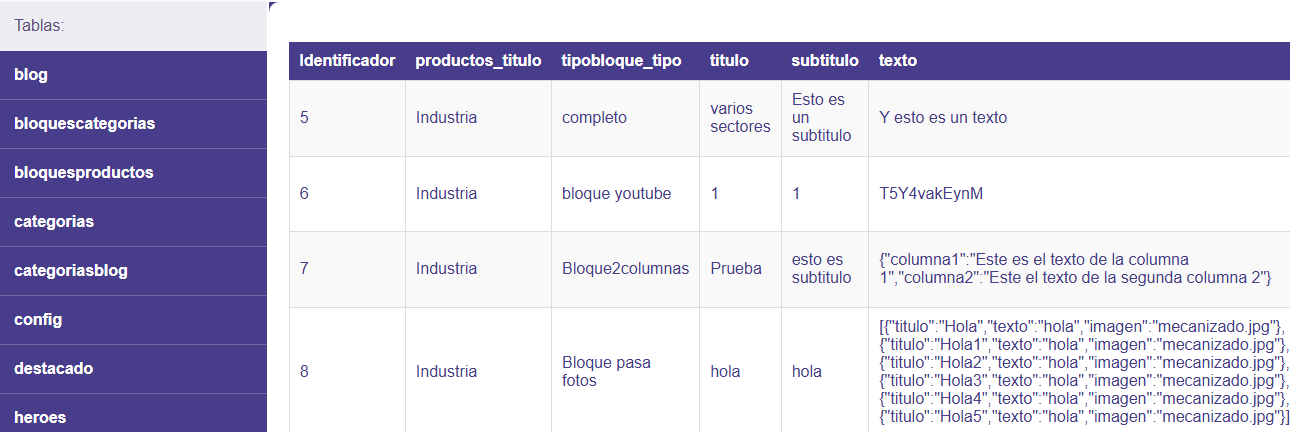 Tablas:
blog
bloquescategorias
bloquesproductos
categorias
categoriasblog
config
destacado
heroes
Identificador productos_titulo tipobloque_tipo titulo subtitulo texto
5 Industria completo varios sectores Esto es un subtitulo Y esto es un texto
6 Industria bloque youtube 1 1 T5Y4vakEynM
7 Industria Bloque2columnas Prueba esto es subtitulo {"columna1":"Este es el texto de la columna
1","columna2":"Este el texto de la segunda columna 2"}
8 Industria Bloque pasa fotos hola hola
[{"titulo":"Hola","texto":"hola","imagen":"mecanizado.jpg"},
{"titulo":"Hola1","texto":"hola","imagen":"mecanizado.jpg"},
{"titulo":"Hola2","texto":"hola","imagen":"mecanizado.jpg"},
{"titulo":"Hola3","texto":"hola","imagen":"mecanizado.jpg"},
{"titulo":"Hola4","texto":"hola","imagen":"mecanizado.jpg"},
{"titulo":"Hola5","texto":"hola","imagen":"mecanizado.jpg"}]